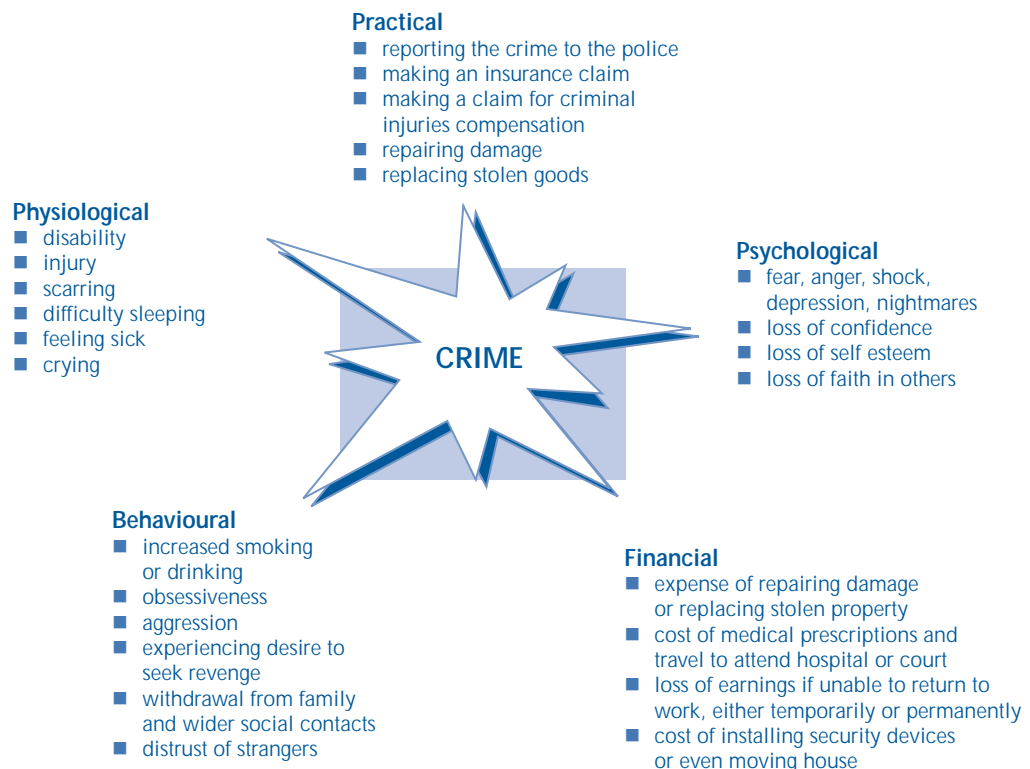 Practical
■ reporting the crime to the police
■ making an insurance claim
■ making a claim for criminal
injuries compensation
■ repairing damage
■ replacing stolen goods
Physiological
■ disability
■ injury
■ scarring
■ difficulty sleeping
■ feeling sick
■ crying
Psychological
■ fear, anger, shock,
depression, nightmares
■ loss of confidence
■ loss of self esteem
■ loss of faith in others
CRIME
Behavioural
■ increased smoking
or drinking
■ obsessiveness
■ aggression
■ experiencing desire to
seek revenge
■ withdrawal from family
and wider social contacts
■ distrust of strangers
Financial
■ expense of repairing damage
or replacing stolen property
■ cost of medical prescriptions and
travel to attend hospital or court
■ loss of earnings if unable to return to
work, either temporarily or permanently
■ cost of installing security devices
or even moving house